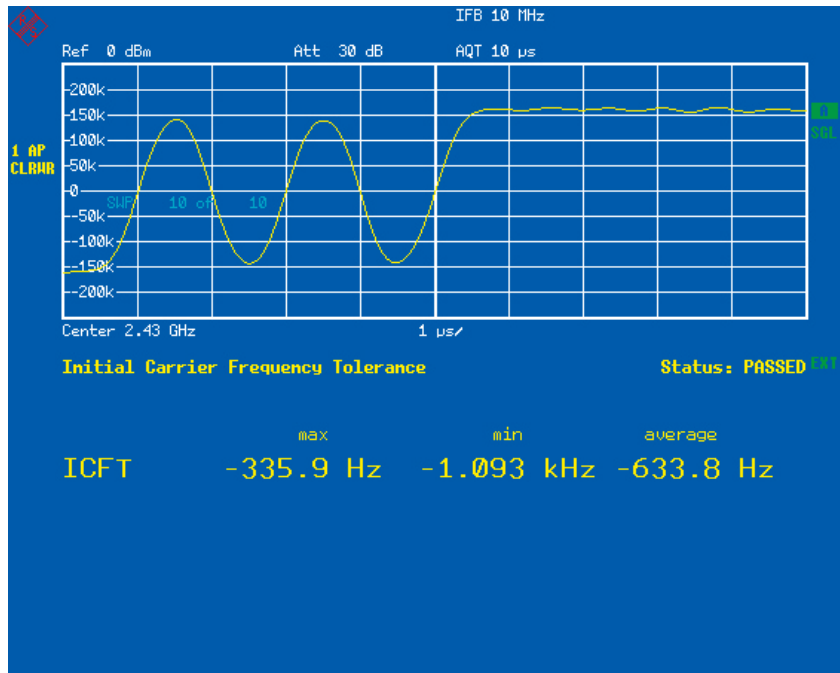 IFB 10 MHz
Ref 0 dBm Att 30 dB AQT 10 µs
200k
150k
100k
50k
0
-50k
-100k
-150k
-200k
1 AP
CLRWR
A
SGL
SWP 10 of 10
Center 2.43 GHz 1 µs/
Initial Carrier Frequency Tolerance Status: PASSED EXT
max min average
ICFT -335.9 Hz -1.093 kHz -633.8 Hz